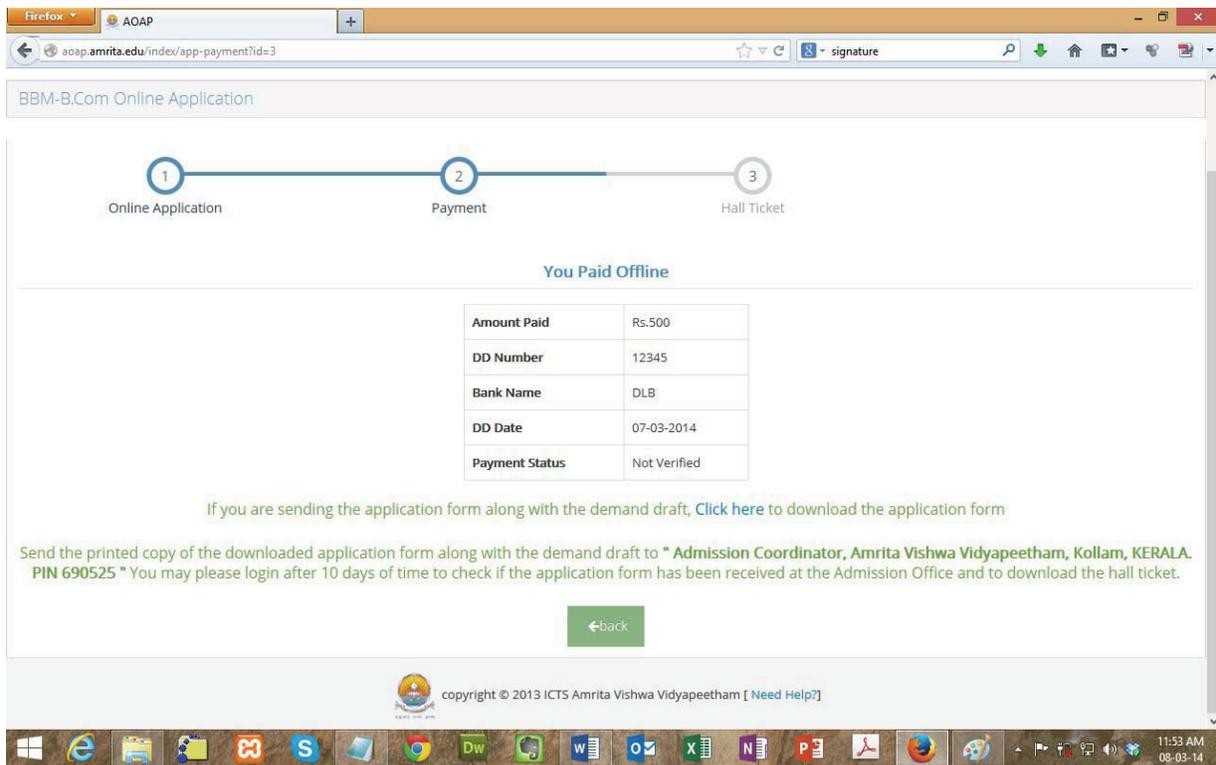 Firefox
AOAP
aoap.amrita.edu/index/app-payment?id=3
signature
BBM-B.Com Online Application
1
2
3
Online Application
Payment
Hall Ticket
You Paid Offline
Amount Paid Rs.500
DD Number 12345
Bank Name DLB
DD Date 07-03-2014
Payment Status Not Verified
If you are sending the application form along with the demand draft, Click here to download the application form
Send the printed copy of the downloaded application form along with the demand draft to " Admission Coordinator, Amrita Vishwa Vidyapeetham, Kollam, KERALA.
PIN 690525 " You may please login after 10 days of time to check if the application form has been received at the Admission Office and to download the hall ticket.
back
copyright © 2013 ICTS Amrita Vishwa Vidyapeetham [ Need Help?]
11:53 AM
08-03-14